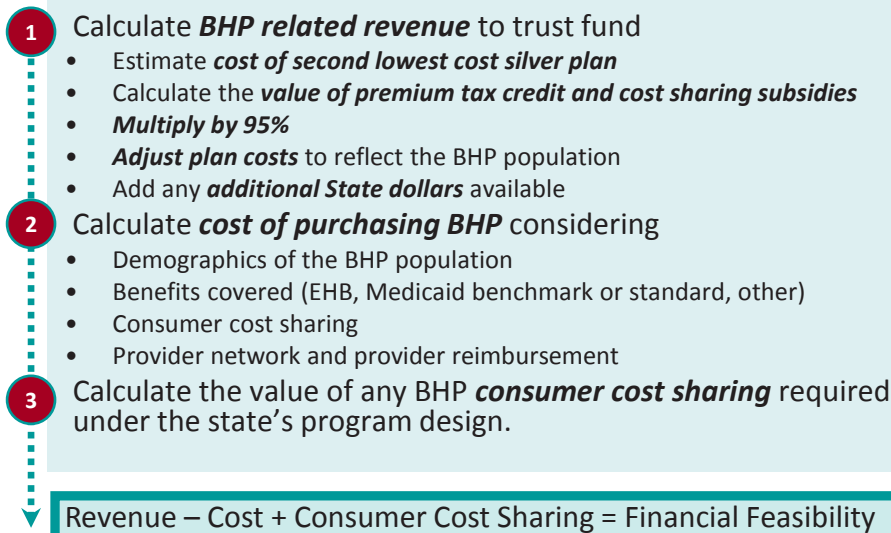 1 Calculate BHP related revenue to trust fund
• Estimate cost of second lowest cost silver plan
• Calculate the value of premium tax credit and cost sharing subsidies
• Multiply by 95%
• Adjust plan costs to reflect the BHP population
• Add any additional State dollars available
2 Calculate cost of purchasing BHP considering
• Demographics of the BHP population
• Benefits covered (EHB, Medicaid benchmark or standard, other)
• Consumer cost sharing
• Provider network and provider reimbursement
3 Calculate the value of any BHP consumer cost sharing required
under the state’s program design.
Revenue – Cost + Consumer Cost Sharing = Financial Feasibility